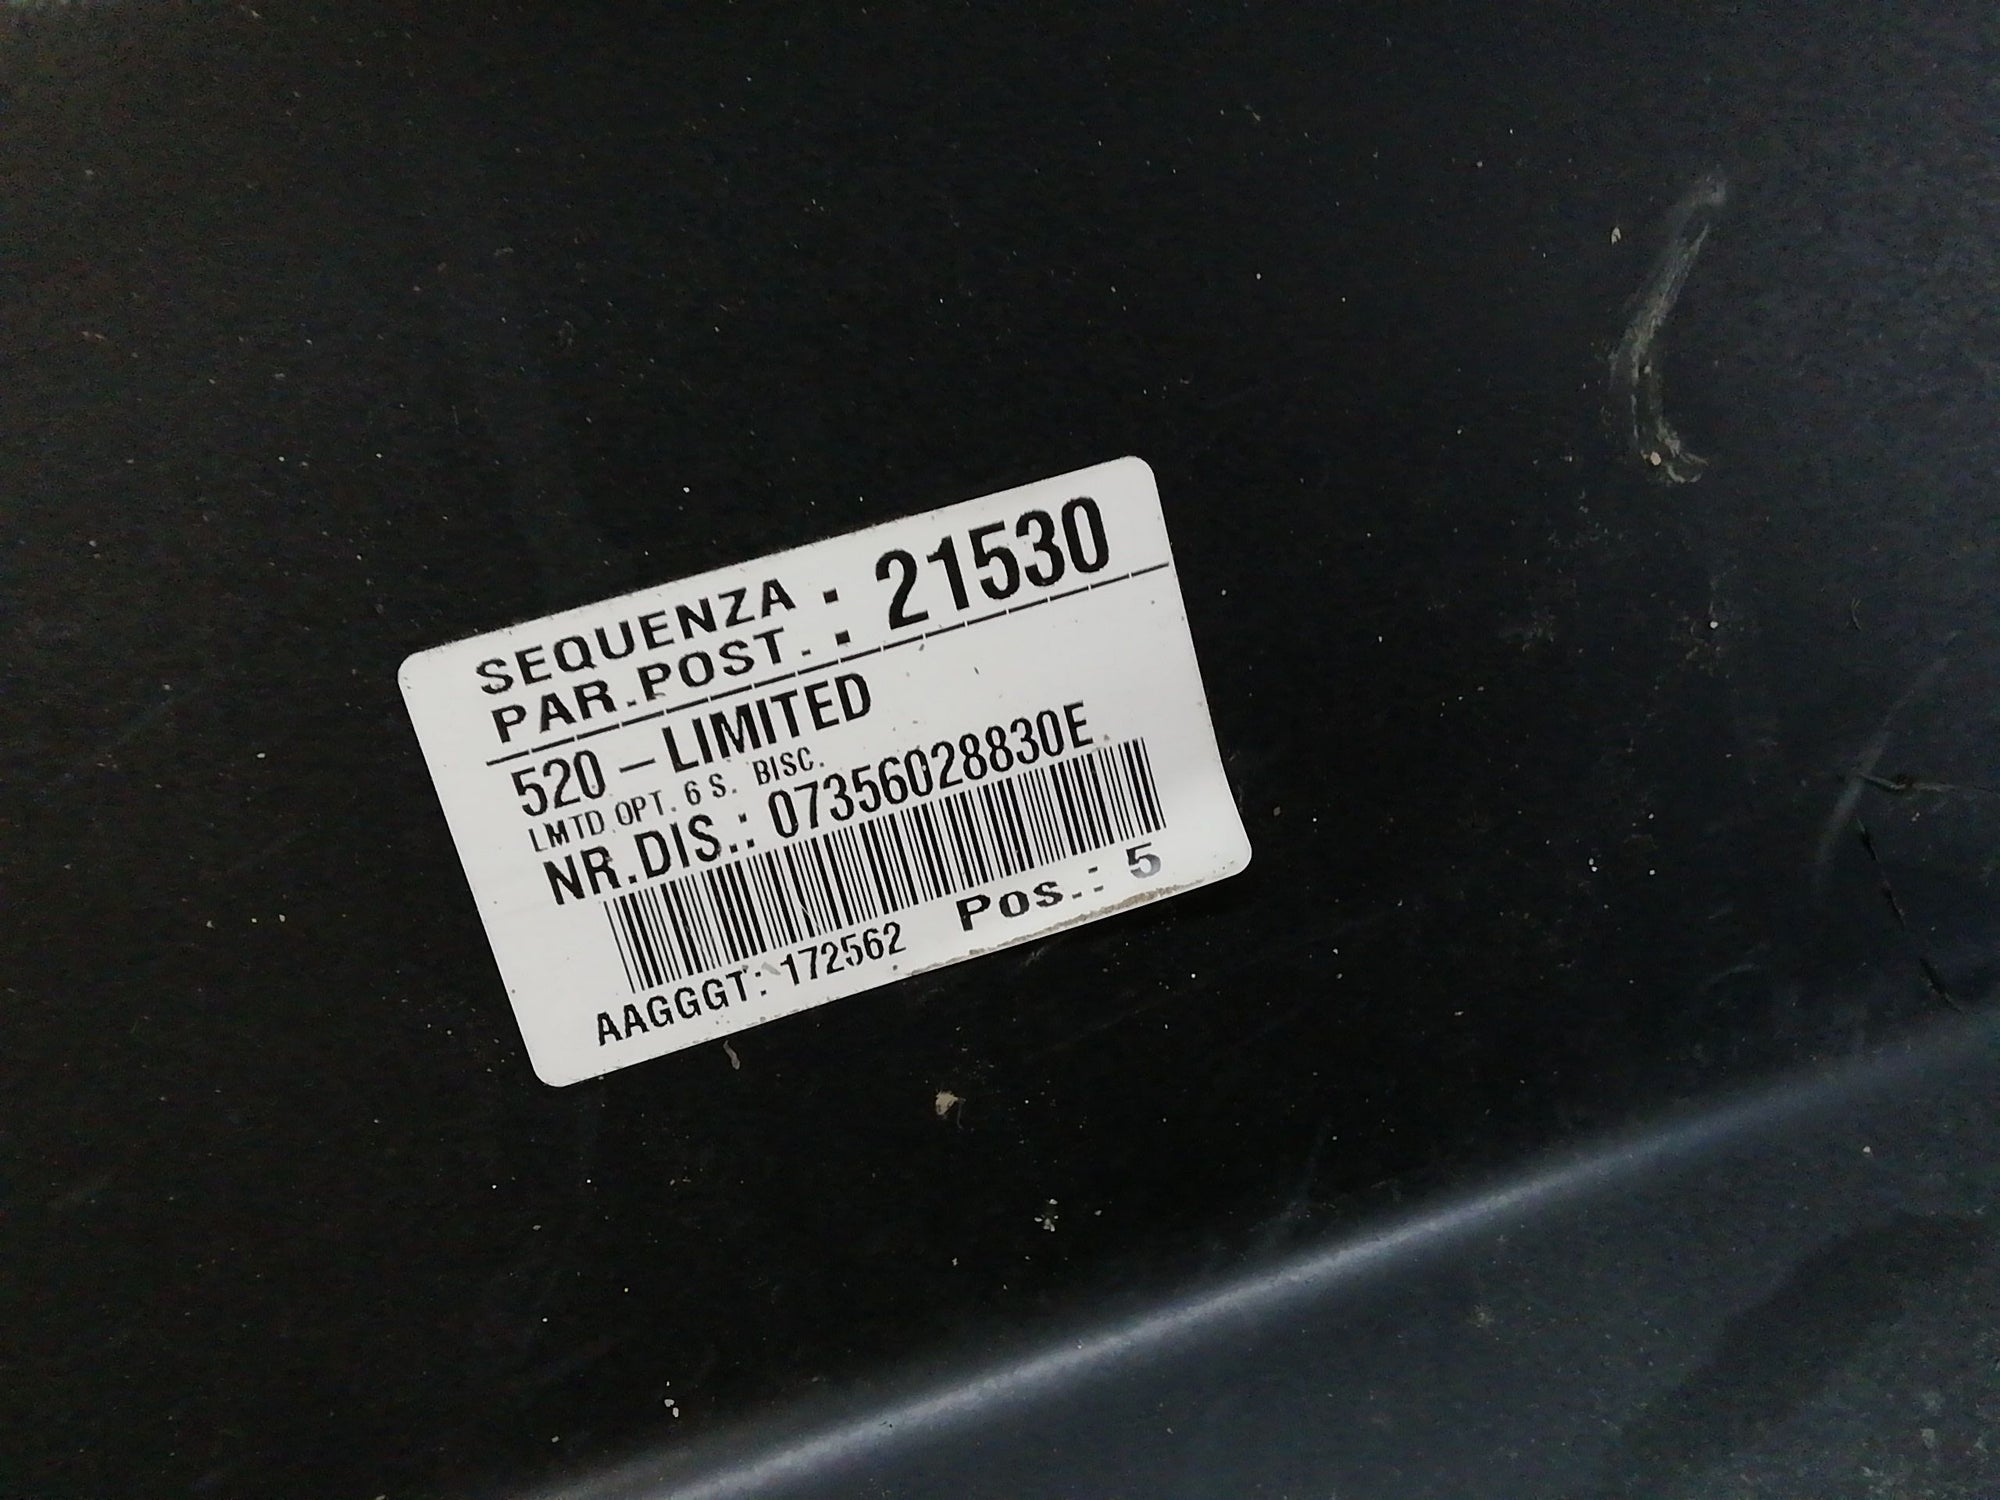 SEQUENZA : 21530
PAR.POST. :
520 - LIMITED
LMTD OPT. 6 S. BISC.
NR.DIS.: 07356028830E
AAGGGT: 172562 Pos.: 5